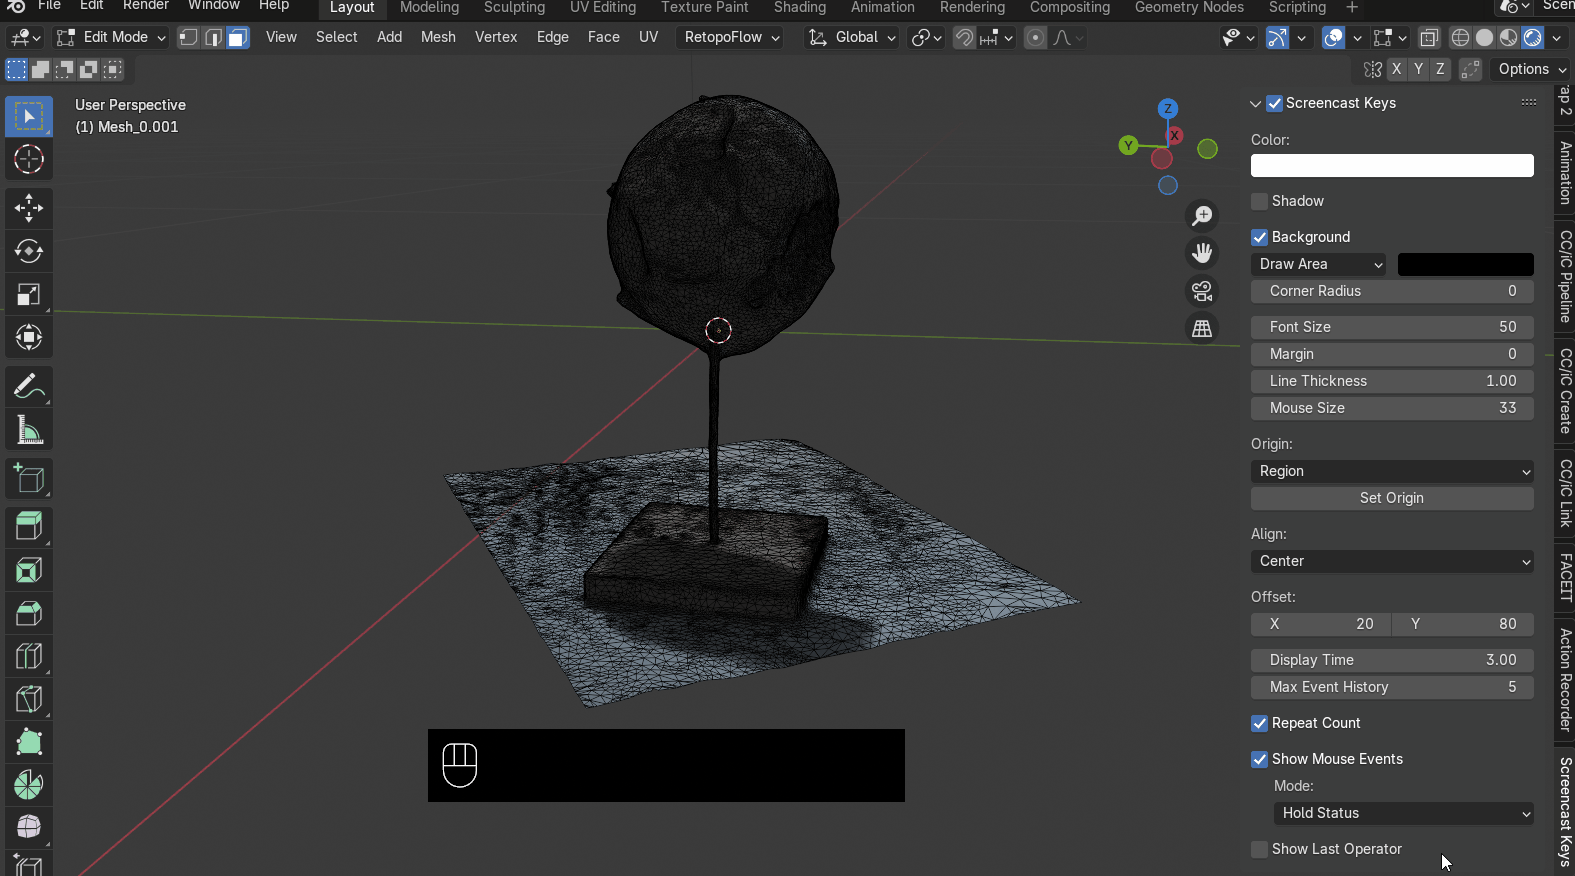 File Edit Render Window Help Layout Modeling Sculpting UV Editing Texture Paint Shading Animation Rendering Compositing Geometry Nodes Scripting + Scen
Edit Mode View Select Add Mesh Vertex Edge Face UV RetopoFlow Global
X Y Z Options
User Perspective
(1) Mesh_0.001
Z
X
Y
Screencast Keys
Color:
Shadow
Background
Draw Area
Corner Radius 0
Font Size 50
Margin 0
Line Thickness 1.00
Mouse Size 33
Origin:
Region
Set Origin
Align:
Center
Offset:
X 20 Y 80
Display Time 3.00
Max Event History 5
Repeat Count
Show Mouse Events
Mode:
Hold Status
Show Last Operator
ap 2
Animation
CC/iC Pipeline
CC/iC Create
CC/iC Link
FACEIT
Action Recorder
Screencast Keys